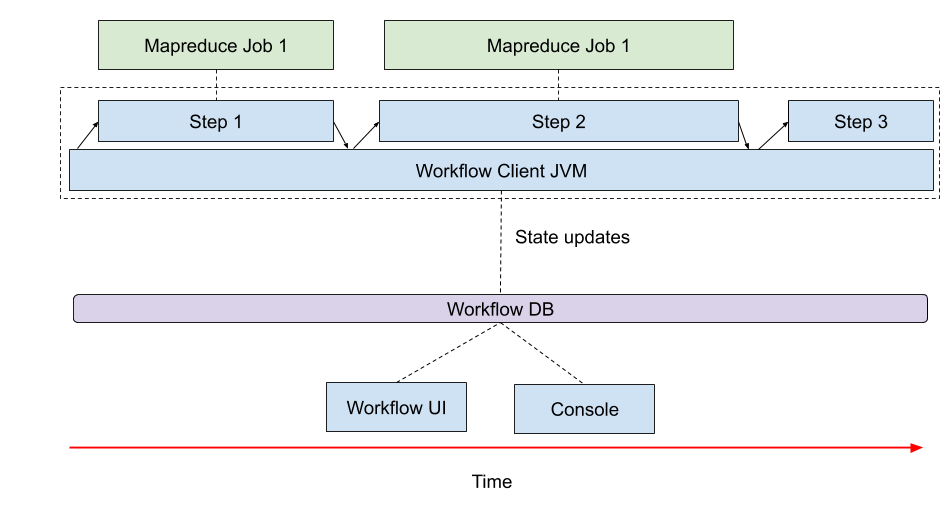 Mapreduce Job 1
Mapreduce Job 1
Step 1
Step 2
Step 3
Workflow Client JVM
State updates
Workflow DB
Workflow UI
Console
Time